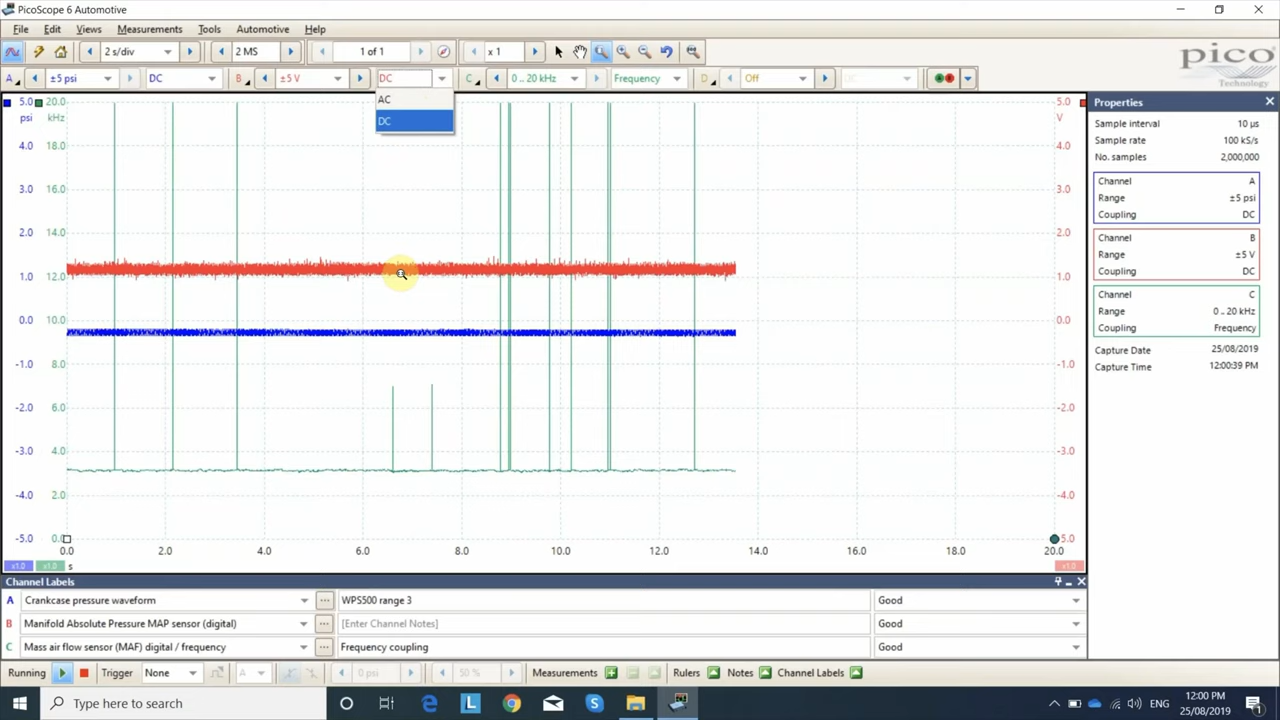 PicoScope 6 Automotive
File Edit Views Measurements Tools Automotive Help
2 s/div 2 MS 1 of 1 x 1
pico
Technology
A ±5 psi DC B ±5 V DC C 0 .. 20 kHz Frequency D Off DC
AC
DC
5.0 20.0 5.0
psi kHz V
4.0 18.0 4.0
3.0 16.0 3.0
2.0 14.0 2.0
1.0 12.0 1.0
0.0 10.0 0.0
-1.0 8.0 -1.0
-2.0 6.0 -2.0
-3.0 4.0 -3.0
-4.0 2.0 -4.0
-5.0 0.0 -5.0
0.0 2.0 4.0 6.0 8.0 10.0 12.0 14.0 16.0 18.0 20.0
x1.0 x1.0 s x1.0
Properties
Sample interval 10 µs
Sample rate 100 kS/s
No. samples 2,000,000
Channel A
Range ±5 psi
Coupling DC
Channel B
Range ±5 V
Coupling DC
Channel C
Range 0 .. 20 kHz
Coupling Frequency
Capture Date 25/08/2019
Capture Time 12:00:39 PM
Channel Labels
A Crankcase pressure waveform ... WPS500 range 3 Good
B Manifold Absolute Pressure MAP sensor (digital) ... [Enter Channel Notes] Good
C Mass air flow sensor (MAF) digital / frequency ... Frequency coupling Good
Running Trigger None A 0 psi 50 % Measurements Rulers Notes Channel Labels
Type here to search
ENG
12:00 PM
25/08/2019